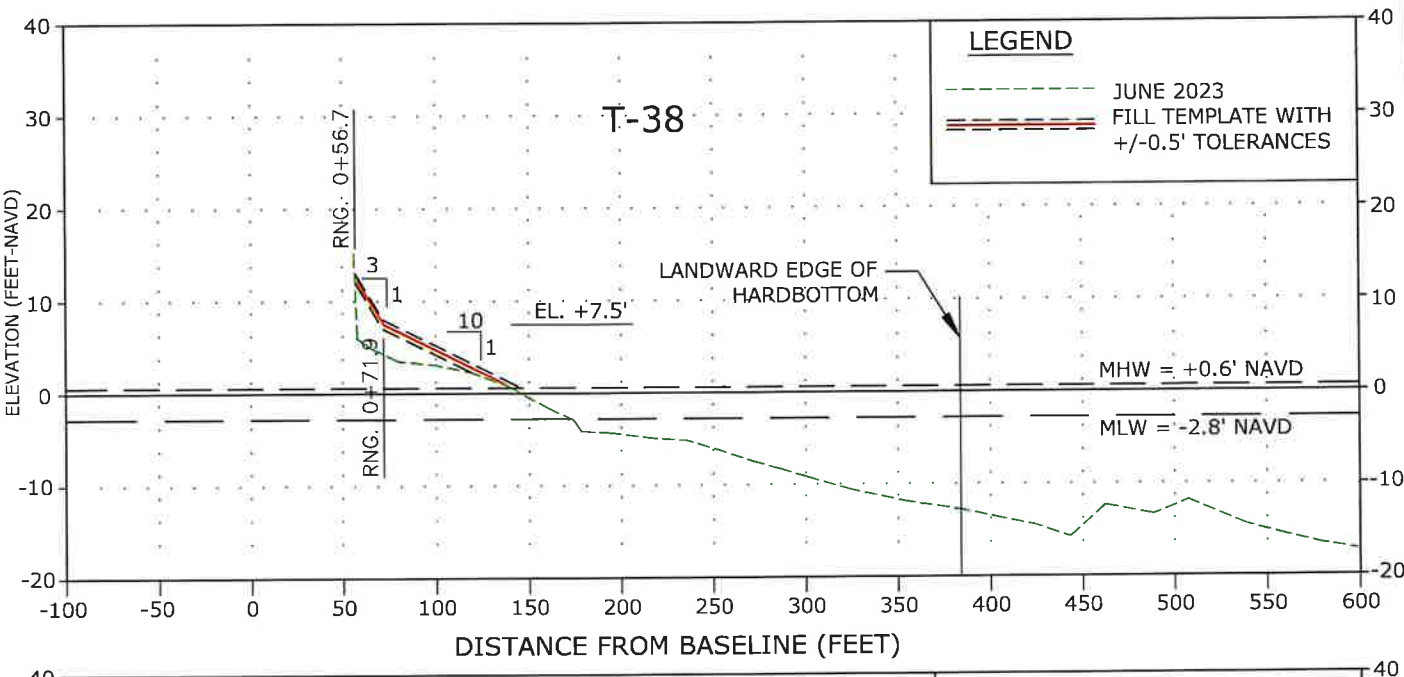 40
30
20
10
0
-10
-20
ELEVATION (FEET-NAVD)
T-38
LEGEND
JUNE 2023
FILL TEMPLATE WITH
+/-0.5' TOLERANCES
RNG. 0+56.7
3
1
RNG. 0+71.9
10
1
EL. +7.5'
LANDWARD EDGE OF
HARDBOTTOM
MHW = +0.6' NAVD
MLW = -2.8' NAVD
40
30
20
10
0
-10
-20
-100 -50 0 50 100 150 200 250 300 350 400 450 500 550 600
DISTANCE FROM BASELINE (FEET)
40
40